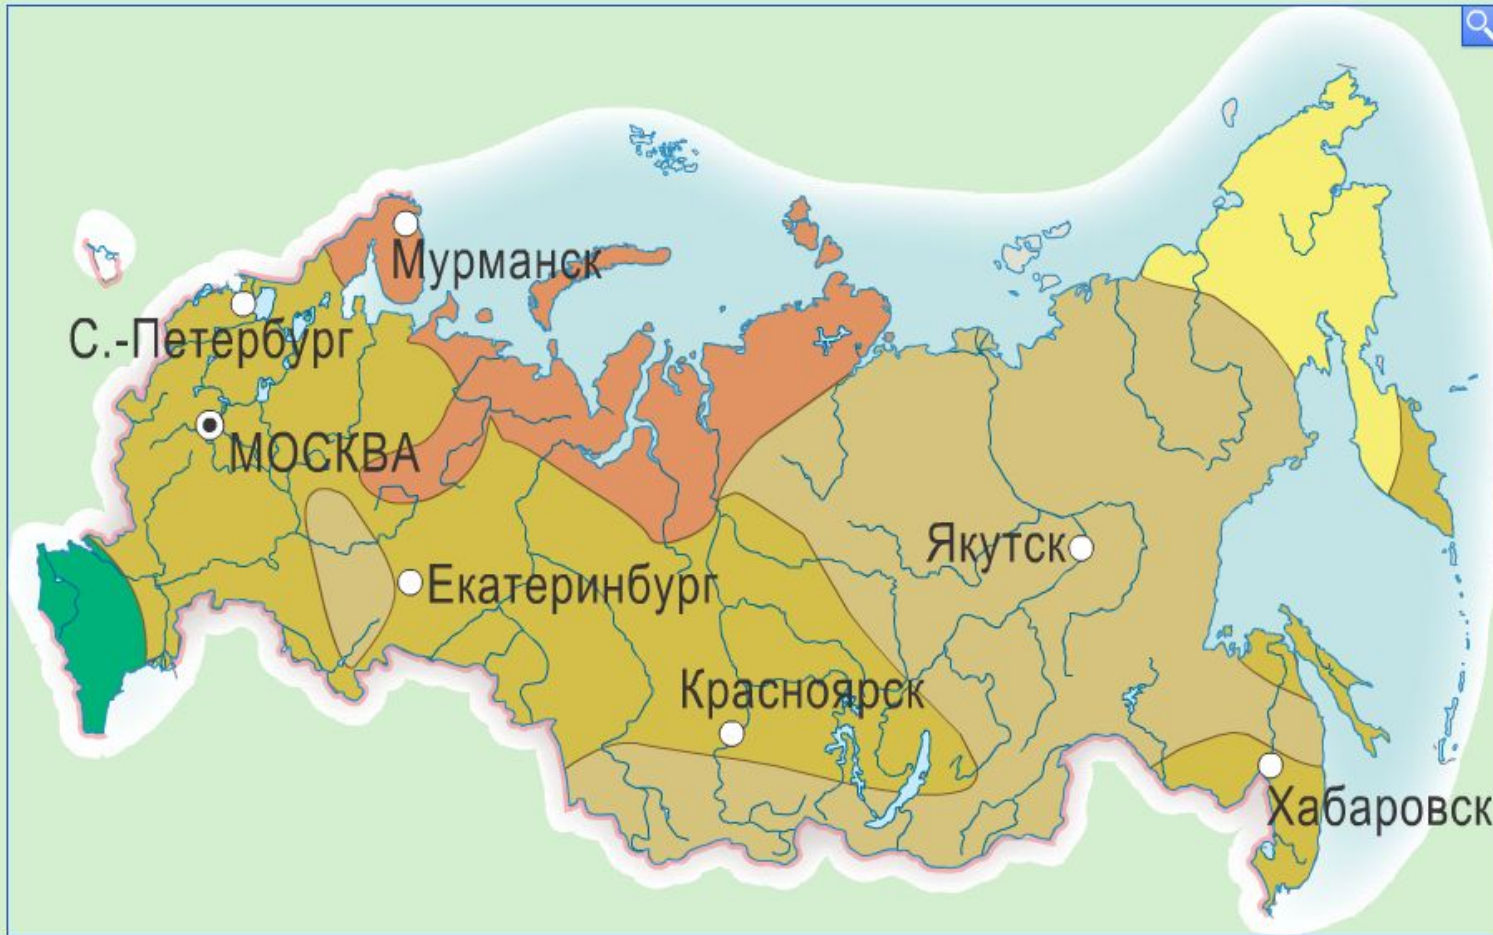 Мурманск
С.-Петербург
МОСКВА
Якутск
Екатеринбург
Красноярск
Хабаровск